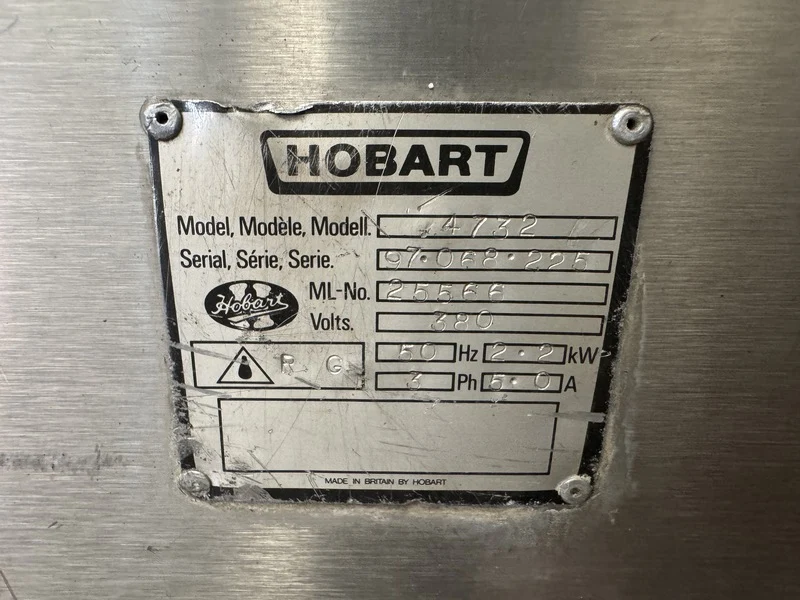 HOBART
Model, Modèle, Modell. 4732
Serial, Série, Serie. 97·068·225
Hobart
ML-No. 25566
Volts. 380
R G
50 Hz 2·2 kW
3 Ph 5·0 A
MADE IN BRITAIN BY HOBART